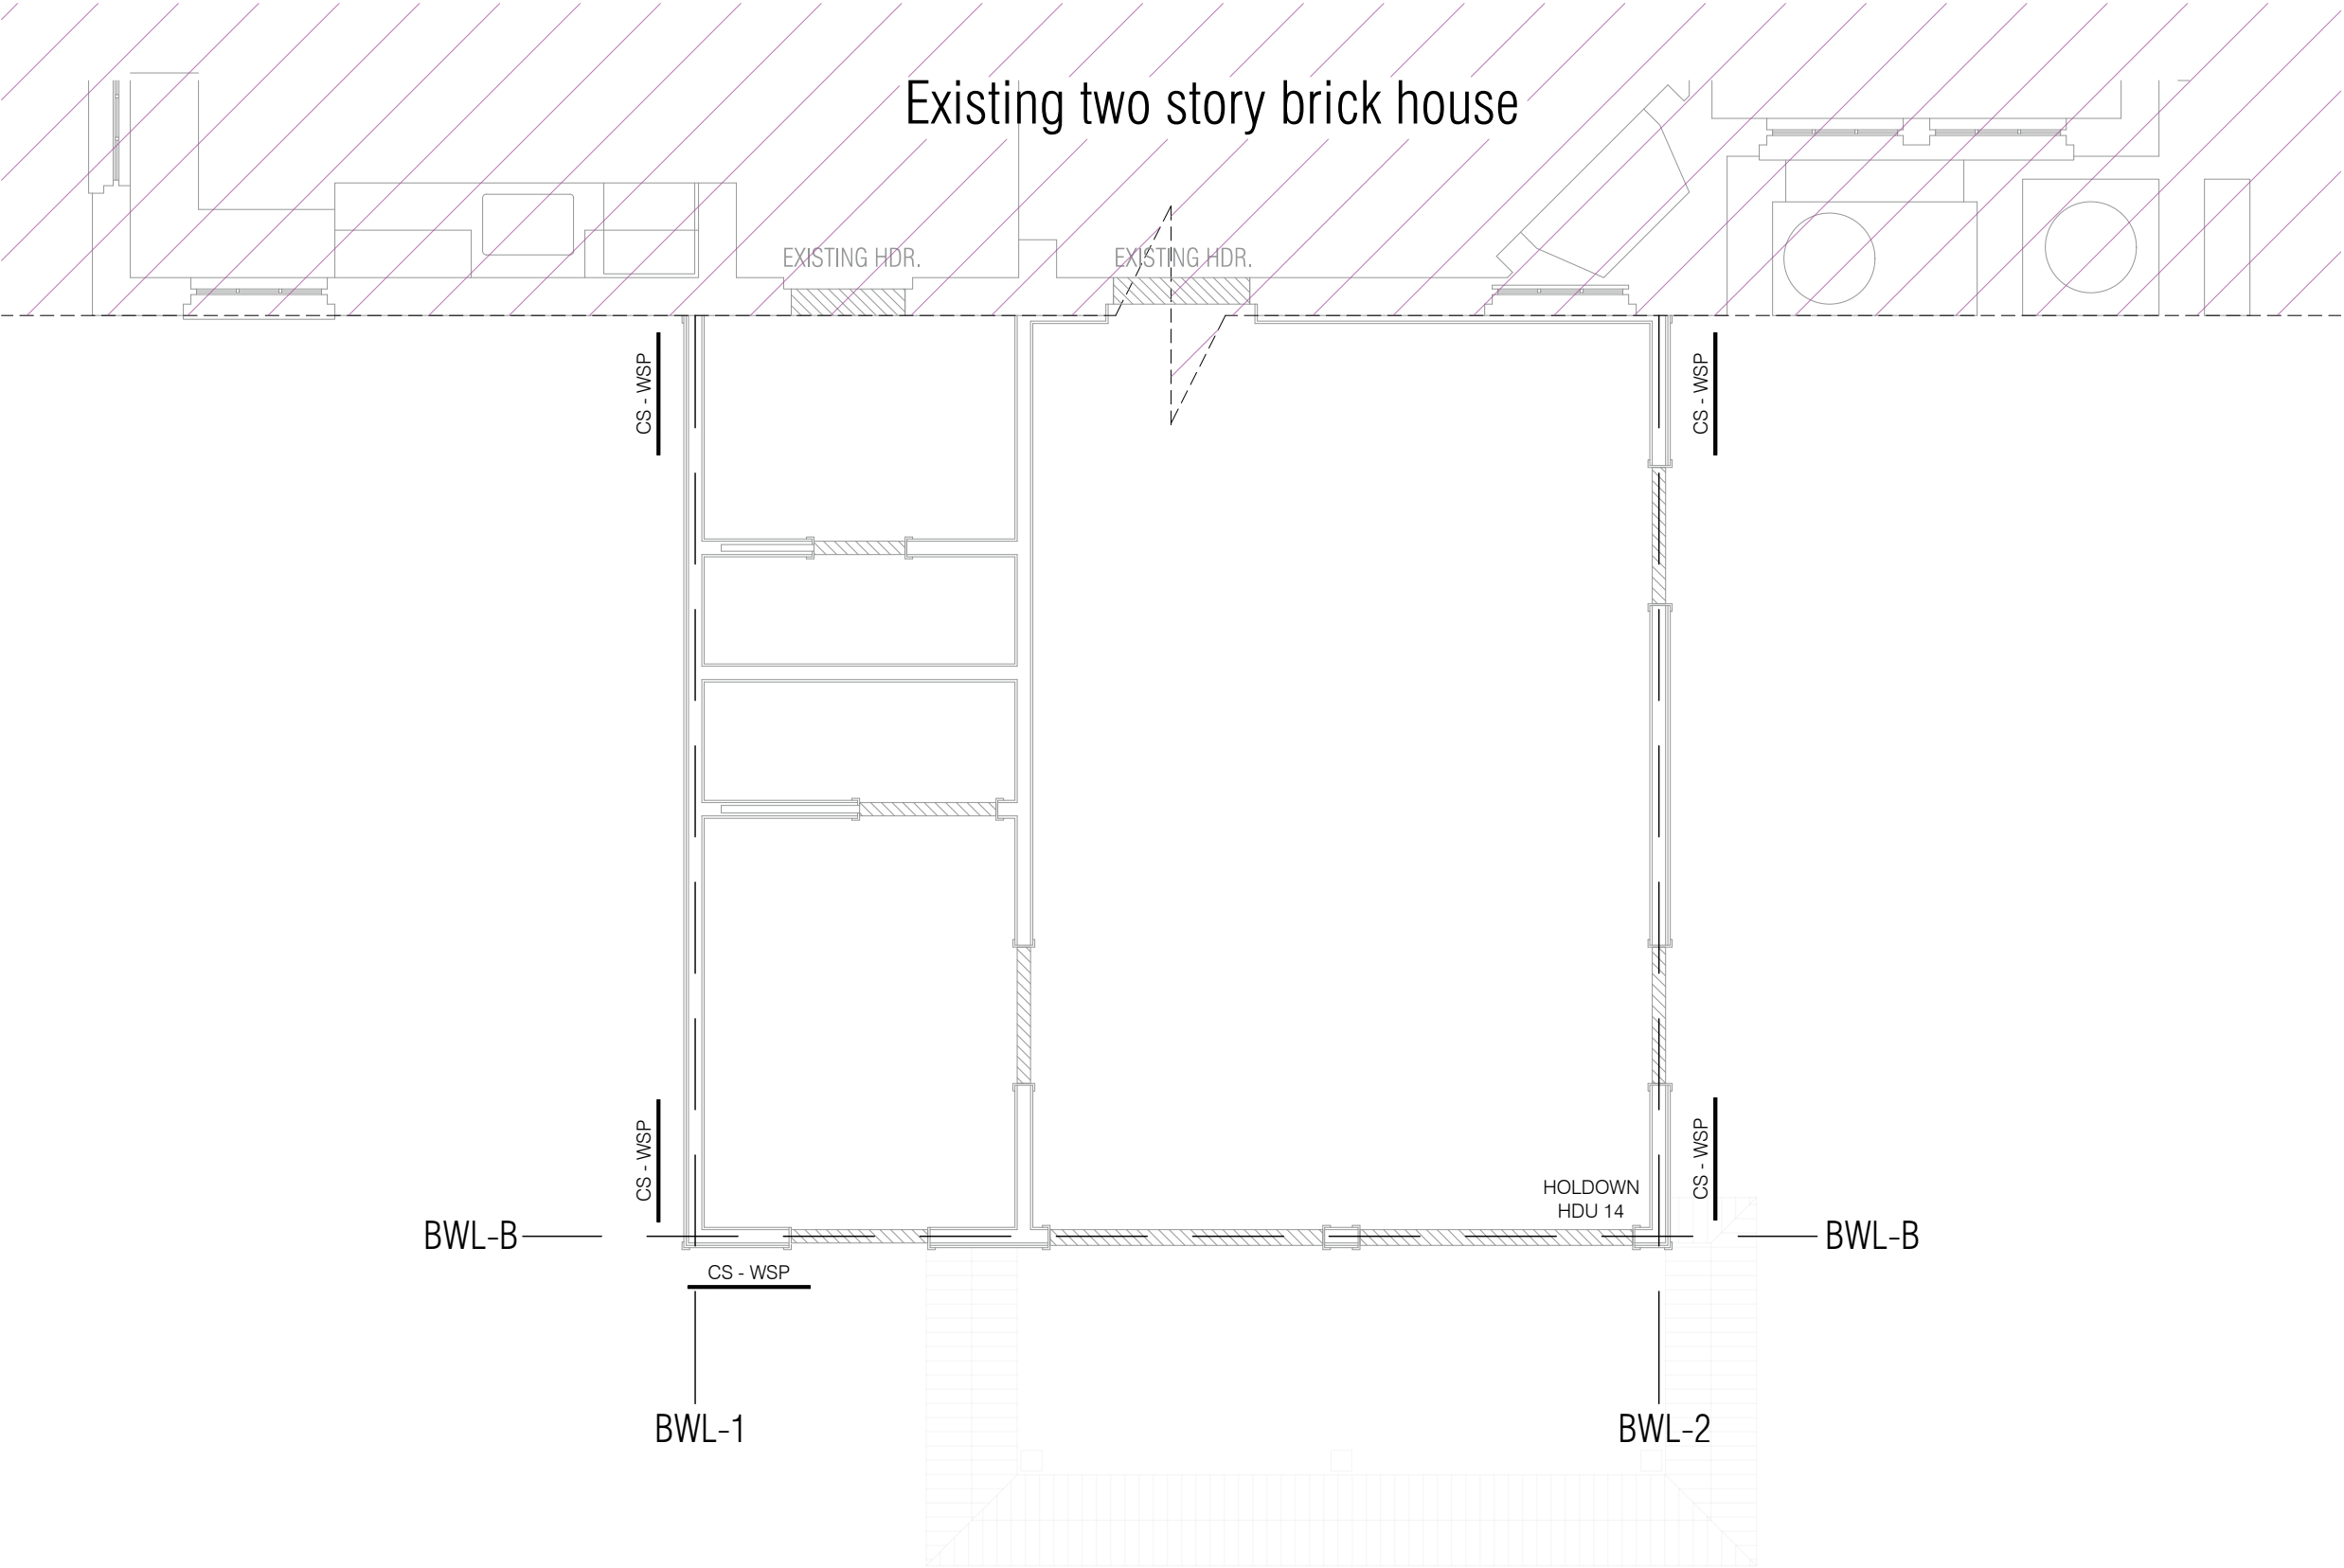 Existing two story brick house
EXISTING HDR.
EXISTING HDR.
CS - WSP
CS - WSP
CS - WSP
CS - WSP
HOLDOWN
HDU 14
BWL-B
BWL-B
CS - WSP
BWL-1
BWL-2